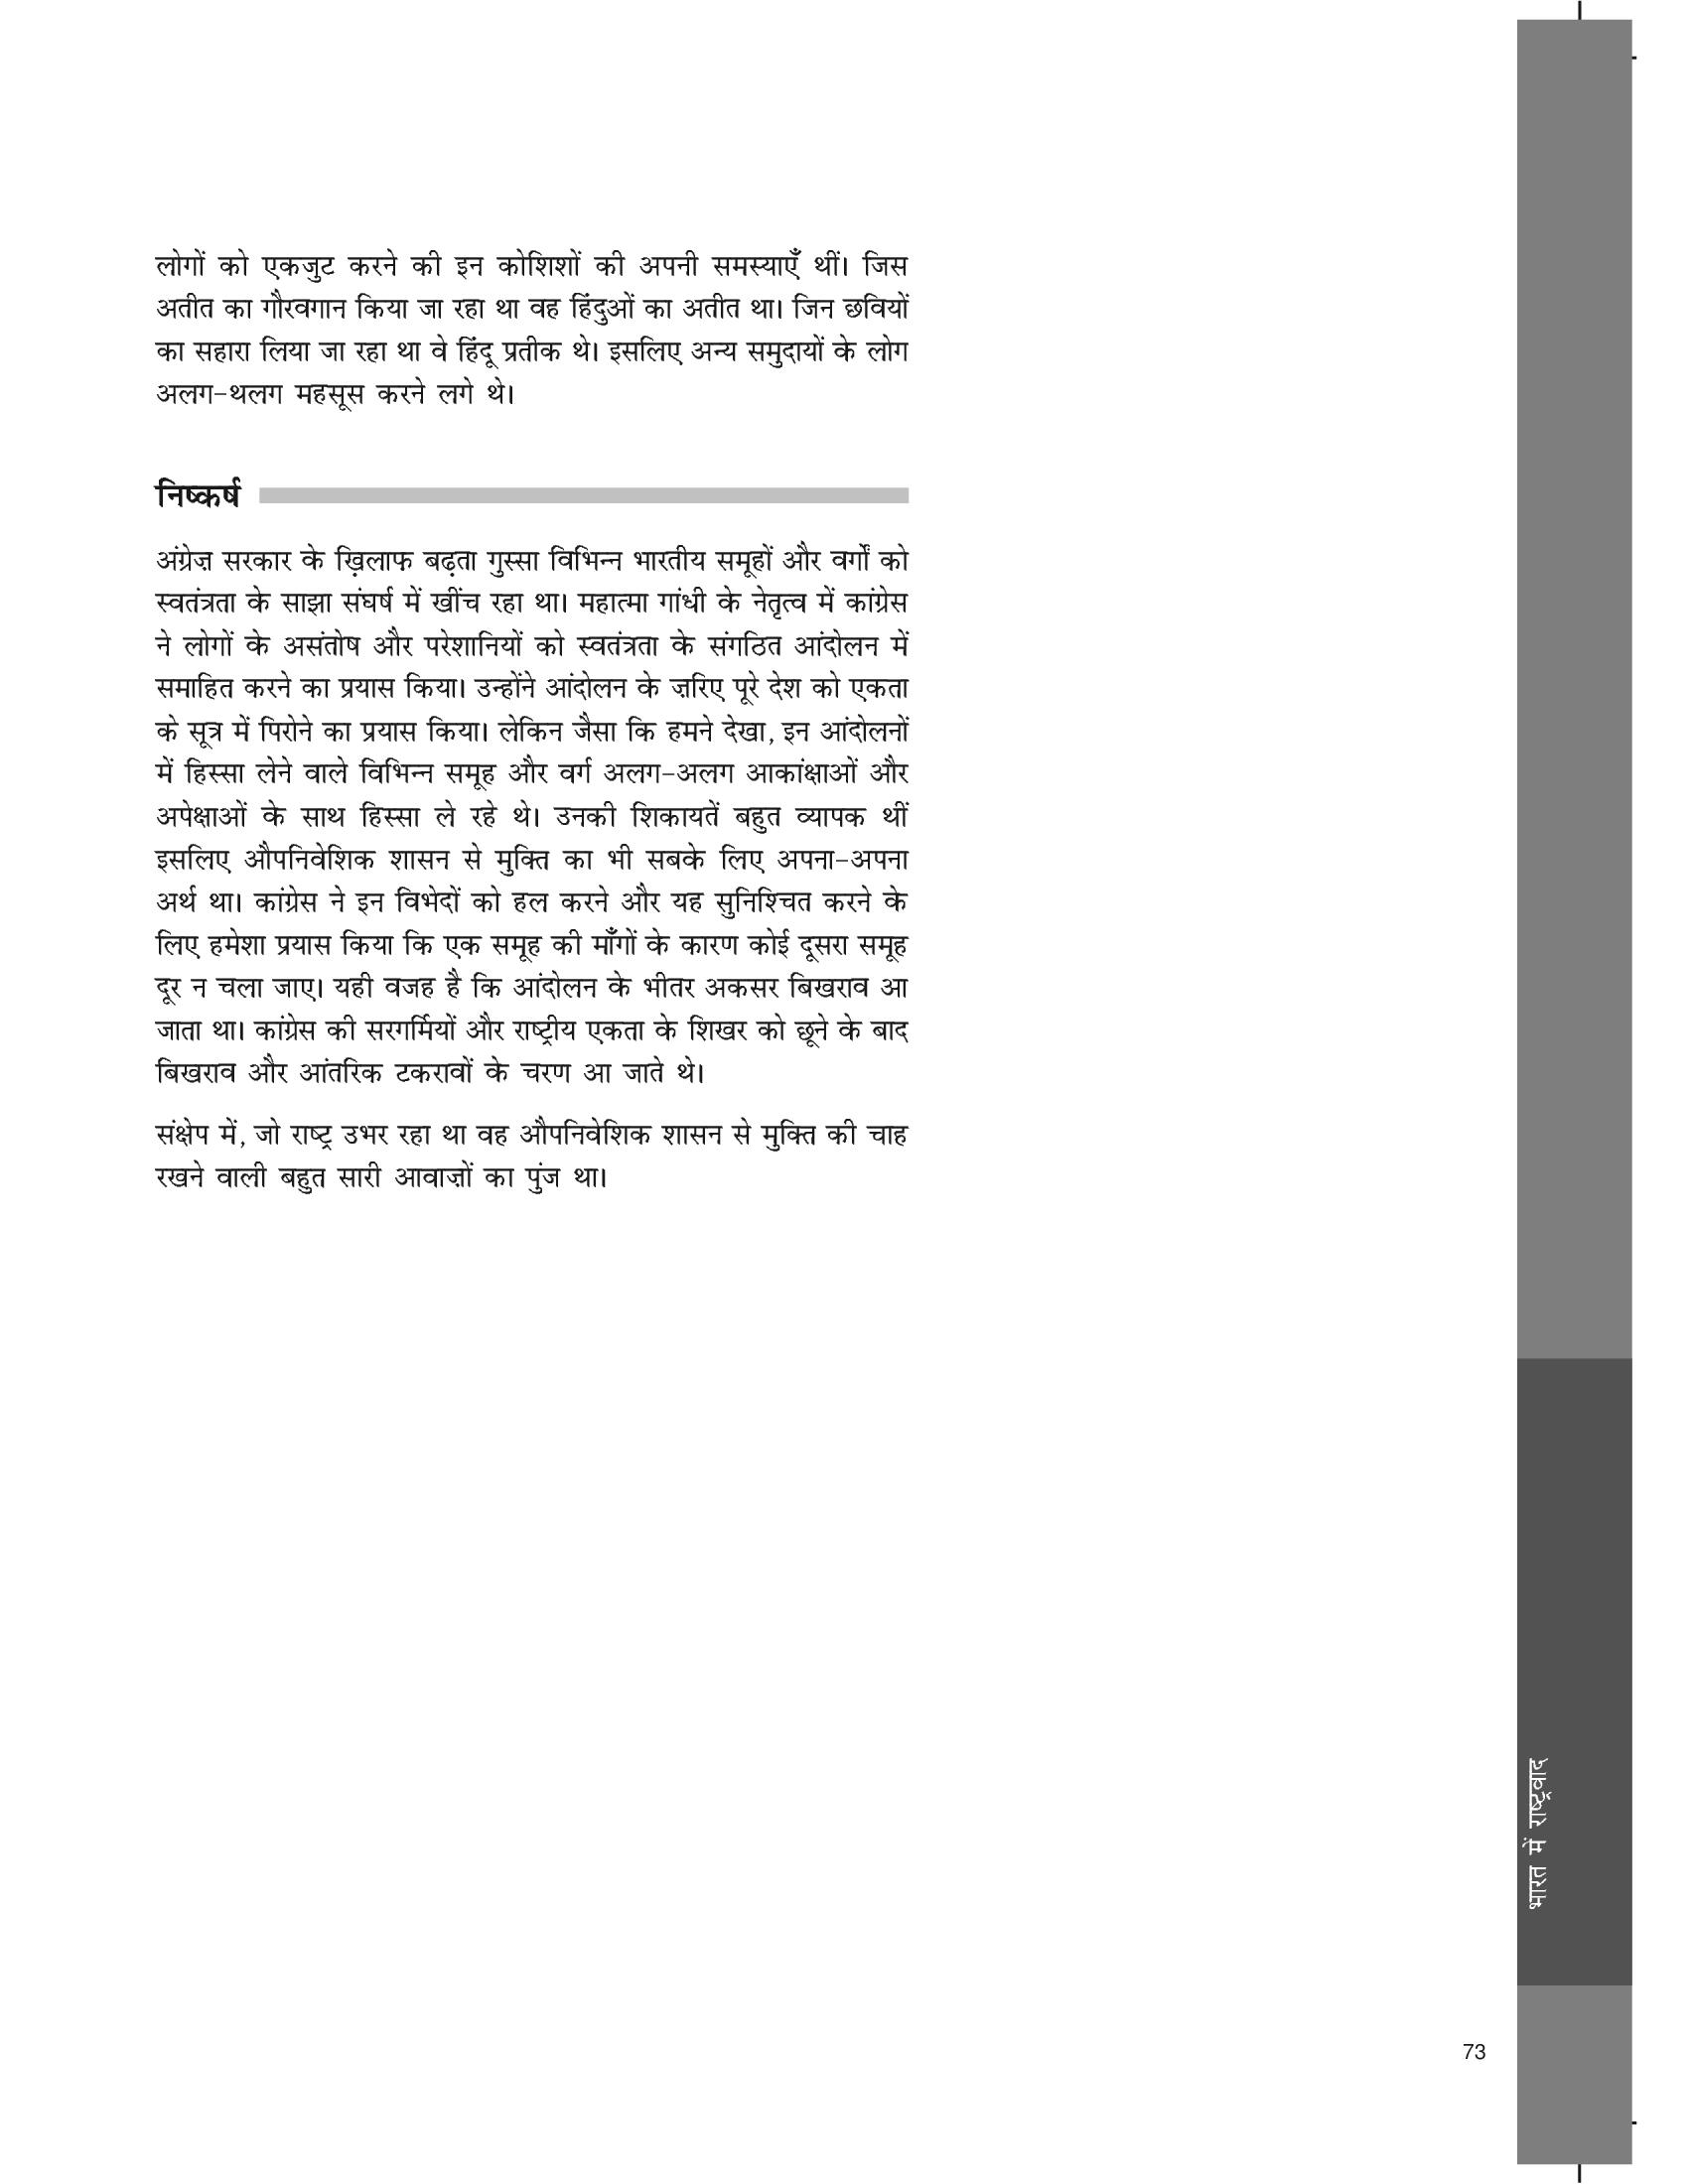 लोगों को एकजुट करने की इन कोशिशों की अपनी समस्याएँ थीं। जिस
अतीत का गौरवगान किया जा रहा था वह हिंदुओं का अतीत था। जिन छवियों
का सहारा लिया जा रहा था वे हिंदू प्रतीक थे। इसलिए अन्य समुदायों के लोग
अलग-थलग महसूस करने लगे थे।
निष्कर्ष
अंग्रेज़ सरकार के ख़िलाफ बढ़ता गुस्सा विभिन्न भारतीय समूहों और वर्गों को
स्वतंत्रता के साझा संघर्ष में खींच रहा था। महात्मा गांधी के नेतृत्व में कांग्रेस
ने लोगों के असंतोष और परेशानियों को स्वतंत्रता के संगठित आंदोलन में
समाहित करने का प्रयास किया। उन्होंने आंदोलन के ज़रिए पूरे देश को एकता
के सूत्र में पिरोने का प्रयास किया। लेकिन जैसा कि हमने देखा, इन आंदोलनों
में हिस्सा लेने वाले विभिन्न समूह और वर्ग अलग-अलग आकांक्षाओं और
अपेक्षाओं के साथ हिस्सा ले रहे थे। उनकी शिकायतें बहुत व्यापक थीं
इसलिए औपनिवेशिक शासन से मुक्ति का भी सबके लिए अपना-अपना
अर्थ था। कांग्रेस ने इन विभेदों को हल करने और यह सुनिश्चित करने के
लिए हमेशा प्रयास किया कि एक समूह की माँगों के कारण कोई दूसरा समूह
दूर न चला जाए। यही वजह है कि आंदोलन के भीतर अकसर बिखराव आ
जाता था। कांग्रेस की सरगर्मियों और राष्ट्रीय एकता के शिखर को छूने के बाद
बिखराव और आंतरिक टकरावों के चरण आ जाते थे।
संक्षेप में, जो राष्ट्र उभर रहा था वह औपनिवेशिक शासन से मुक्ति की चाह
रखने वाली बहुत सारी आवाज़ों का पुंज था।
भारत में राष्ट्रवाद
73